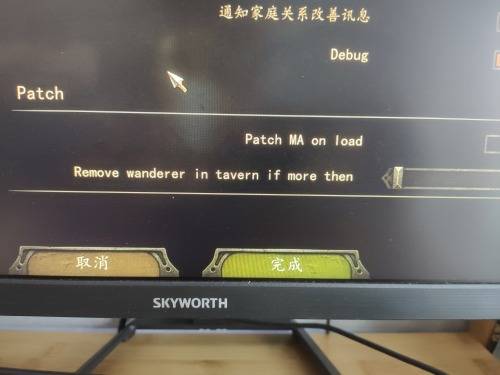 通知家庭关系改善讯息
Debug
Patch
Patch MA on load
Remove wanderer in tavern if more then
取消
完成
SKYWORTH